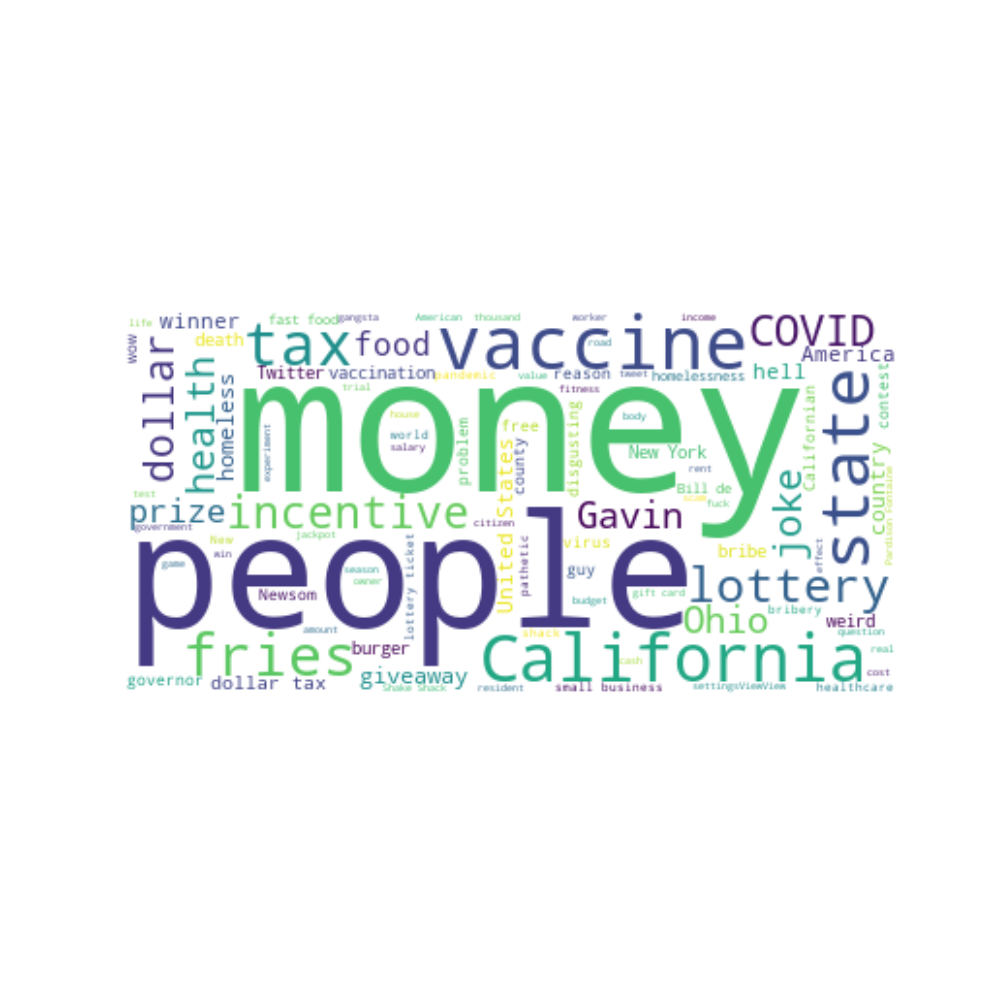 life
winner
fast food
gangsta
American
thousand
worker
income
COVID
wow
death
tax
food
vaccine
road
America
dollar
health
homeless
Twitter
vaccination
pandemic
value
reason
tweet
fitness
homelessness
hell
contest
state
trial
money
house
world
salary
experiment
problem
free
body
disgusting
New York
Californian
country
county
United States
rent
Bill de
scam
fuck
joke
test
prize
incentive
citizen
Gavin
government
New
jackpot
win
people
pathetic
virus
bribe
effect
Pardison Fontaine
game
season
owner
guy
lottery
lottery ticket
Newsom
budget
gift card
bribery
Ohio
weird
amount
shack
question
fries
burger
California
real
cash
cost
governor
dollar tax
giveaway
Shake Shack
resident
small business
settingsViewView
healthcare